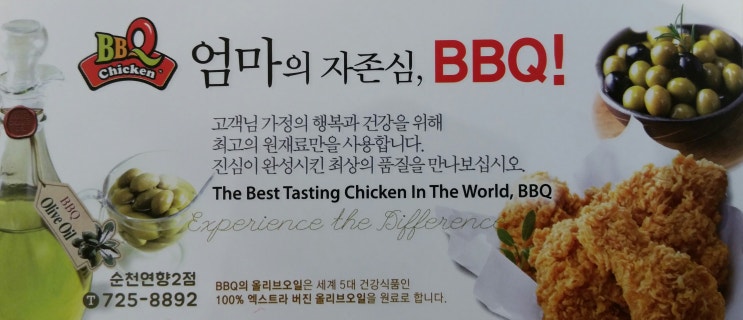 BBQ
Chicken
엄마의 자존심, BBQ!
고객님 가정의 행복과 건강을 위해
최고의 원재료만을 사용합니다.
진심이 완성시킨 최상의 품질을 만나보십시오.
The Best Tasting Chicken In The World, BBQ
Experience the Difference
BBQ
Olive Oil
순천연향2점
T 725-8892
BBQ의 올리브오일은 세계 5대 건강식품인
100% 엑스트라 버진 올리브오일을 원료로 합니다.